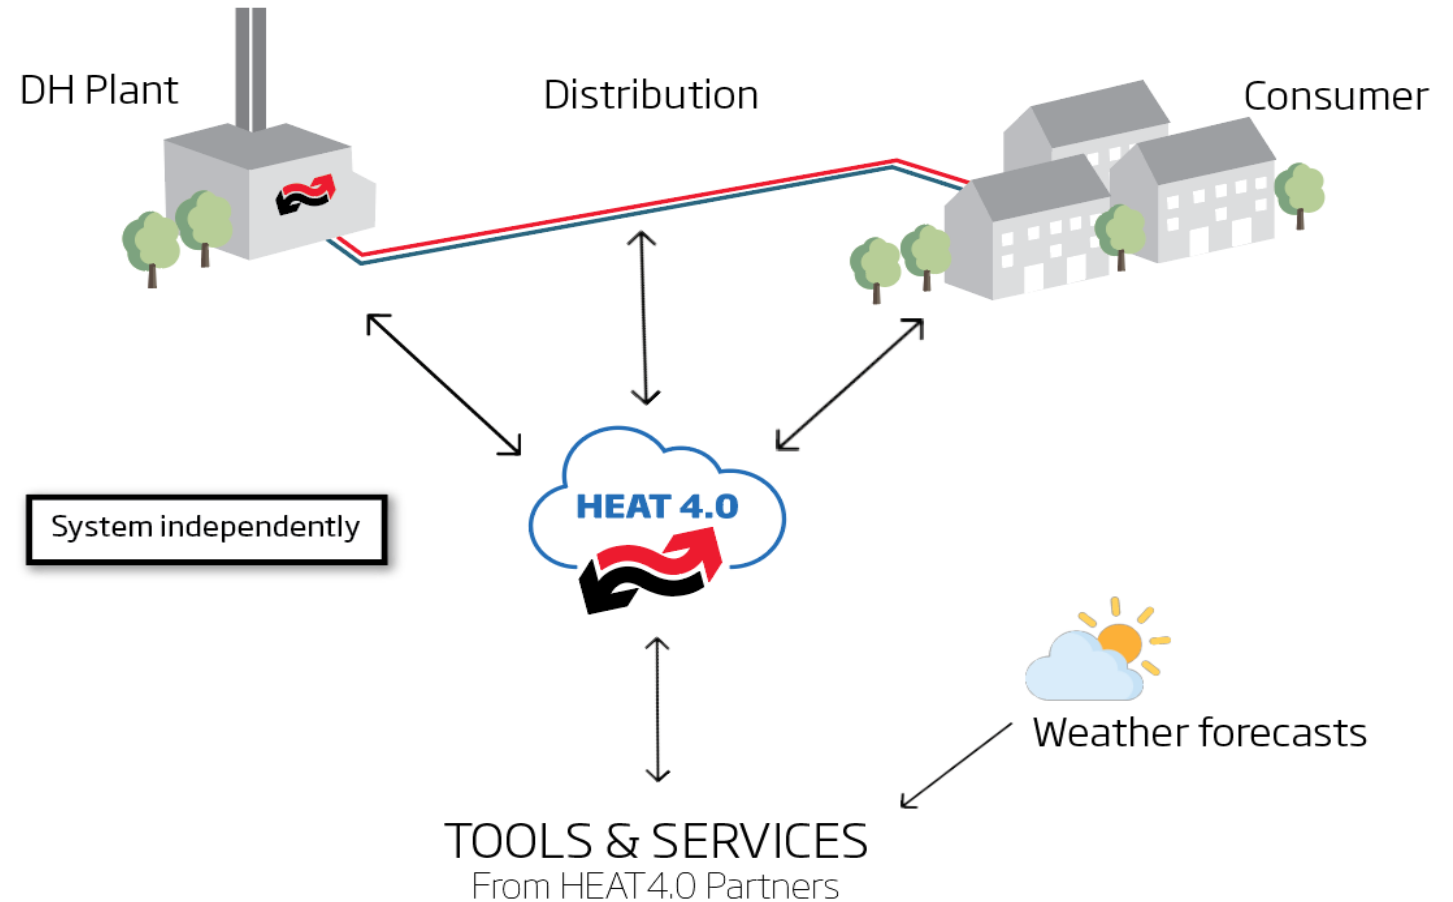 DH Plant
Distribution
Consumer
HEAT 4.0
System independently
Weather forecasts
TOOLS & SERVICES
From HEAT4.0 Partners